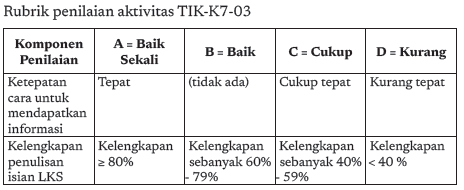 Rubrik penilaian aktivitas TIK-K7-03
Komponen Penilaian | A = Baik Sekali | B = Baik | C = Cukup | D = Kurang
Ketepatan cara untuk mendapatkan informasi | Tepat | (tidak ada) | Cukup tepat | Kurang tepat
Kelengkapan penulisan isian LKS | Kelengkapan ≥ 80% | Kelengkapan sebanyak 60% - 79% | Kelengkapan sebanyak 40% - 59% | Kelengkapan < 40 %